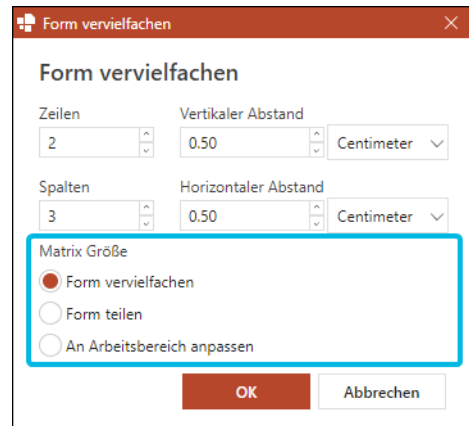 Form vervielfachen
Form vervielfachen
Zeilen Vertikaler Abstand
2 0.50 Centimeter
Spalten Horizontaler Abstand
3 0.50 Centimeter
Matrix Größe
Form vervielfachen
Form teilen
An Arbeitsbereich anpassen
OK Abbrechen